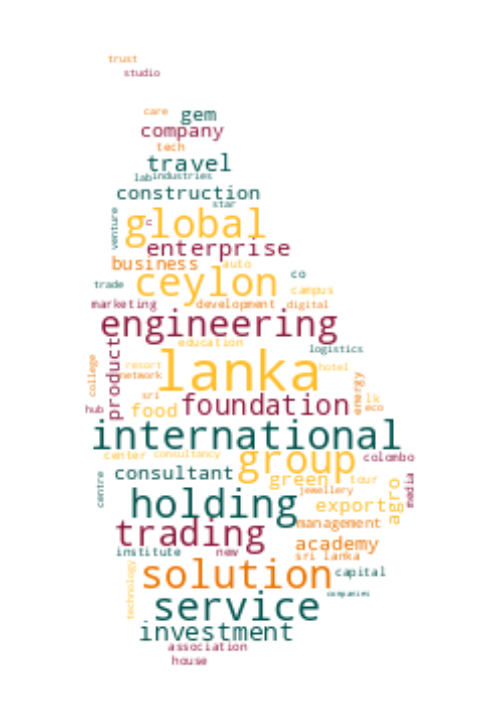 trust
studio
care gem
company
tech
travel
lab industries
construction
star
venture global c
enterprise
business auto
ceylon co
trade campus
marketing development digital
engineering
education
product logistics
lanka
resort hotel
college network energy
sri lk
hub food foundation eco
international
center consultancy group colombo
consultant
centre green tour media
jewellery
holding export agro
trading management
academy
institute new sri lanka
technology solution capital
companies
service
investment
association
house